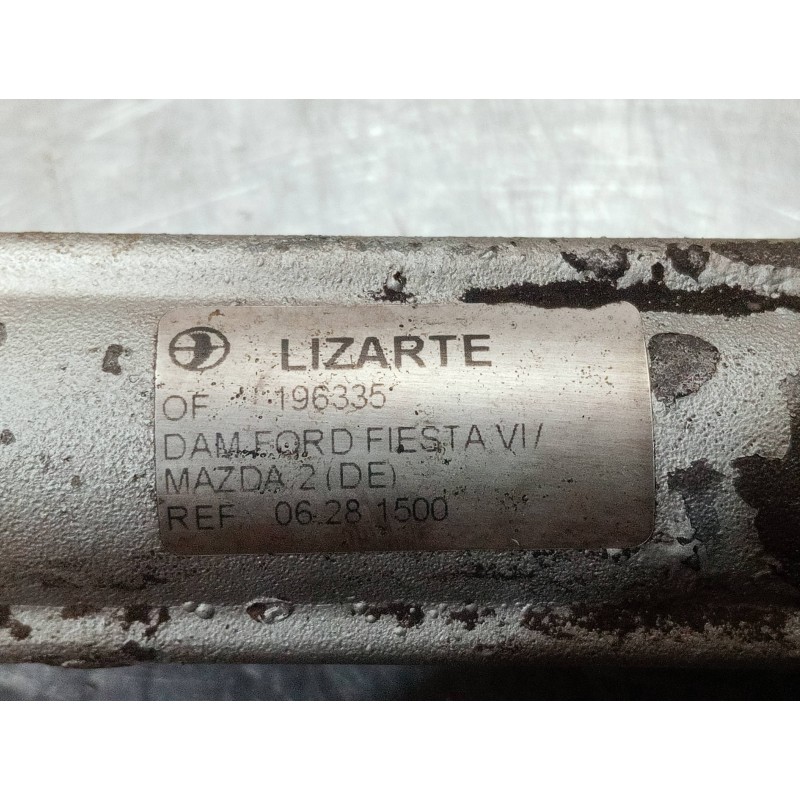 LIZARTE
OF 196335
DAM.FORD FIESTA VI/
MAZDA 2 (DE)
REF 06.28.1500